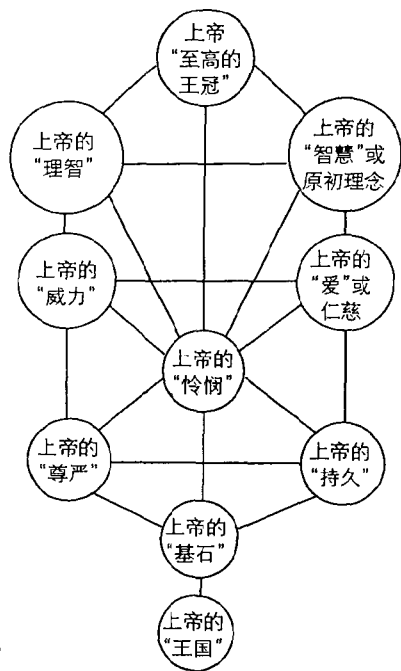 上帝
“至高的
王冠”
上帝的
“理智”
上帝的
“智慧”或
原初理念
上帝的
“威力”
上帝的
“爱”或
仁慈
上帝的
“怜悯”
上帝的
“尊严”
上帝的
“持久”
上帝的
“基石”
上帝的
“王国”